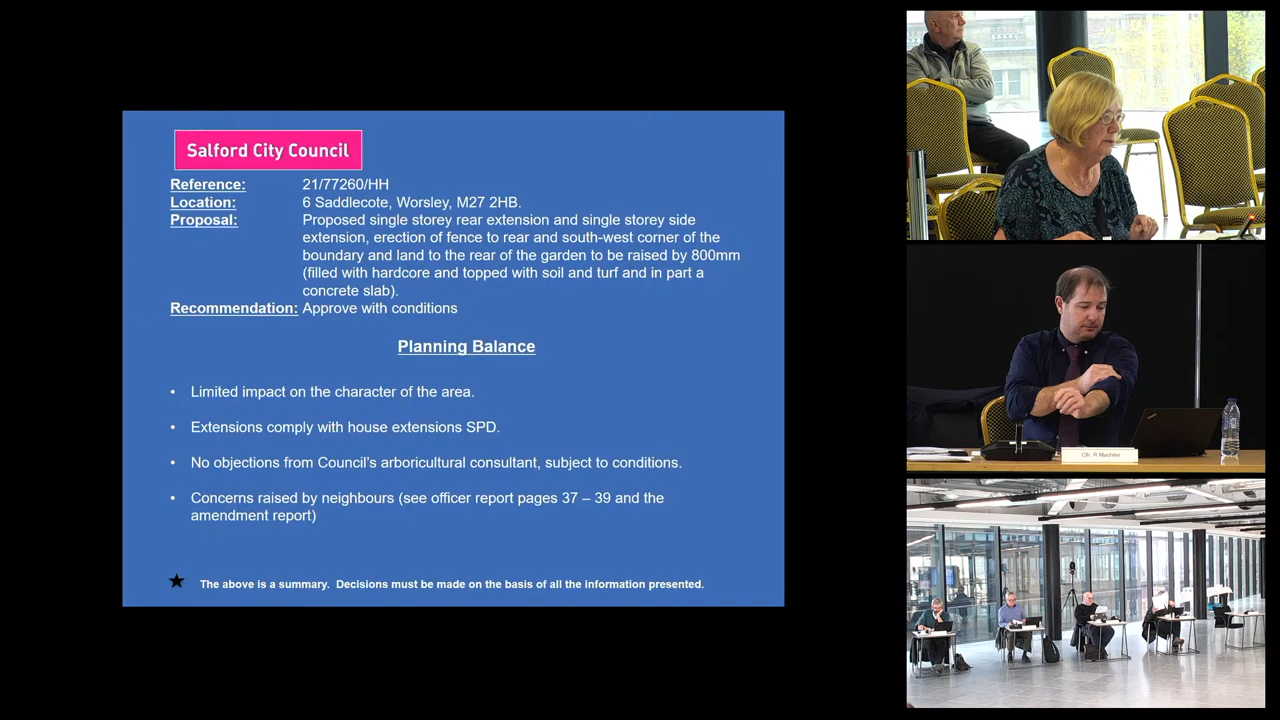 Salford City Council
Reference: 21/77260/HH
Location: 6 Saddlecote, Worsley, M27 2HB.
Proposal: Proposed single storey rear extension and single storey side
extension, erection of fence to rear and south-west corner of the
boundary and land to the rear of the garden to be raised by 800mm
(filled with hardcore and topped with soil and turf and in part a
concrete slab).
Recommendation: Approve with conditions
Planning Balance
• Limited impact on the character of the area.
• Extensions comply with house extensions SPD.
• No objections from Council's arboricultural consultant, subject to conditions.
• Concerns raised by neighbours (see officer report pages 37 – 39 and the
amendment report)
★ The above is a summary. Decisions must be made on the basis of all the information presented.
Cllr. R